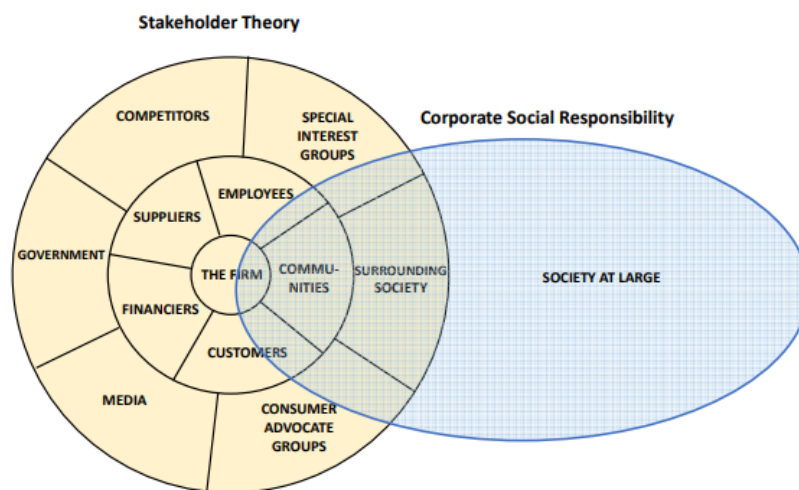 Stakeholder Theory
Corporate Social Responsibility
COMPETITORS
SPECIAL
INTEREST
GROUPS
EMPLOYEES
SUPPLIERS
GOVERNMENT
THE FIRM
COMMU-
NITIES
SURROUNDING
SOCIETY
SOCIETY AT LARGE
FINANCIERS
CUSTOMERS
MEDIA
CONSUMER
ADVOCATE
GROUPS